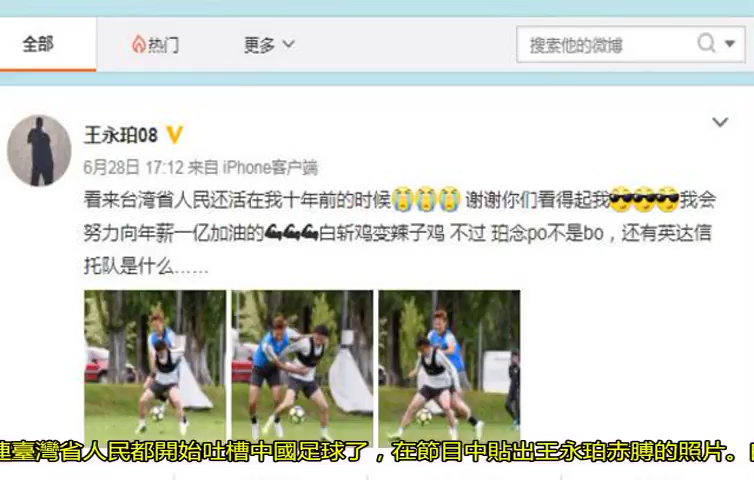 全部 热门 更多 搜索他的微博
王永珀08
6月28日 17:12 来自 iPhone客户端
看来台湾省人民还活在我十年前的时候😭😭😭 谢谢你们看得起我😎😎😎我会
努力向年薪一亿加油的💪💪💪白斩鸡变辣子鸡 不过 珀念po不是bo，还有英达信
托队是什么……
連臺灣省人民都開始吐槽中國足球了，在節目中貼出王永珀赤膊的照片。